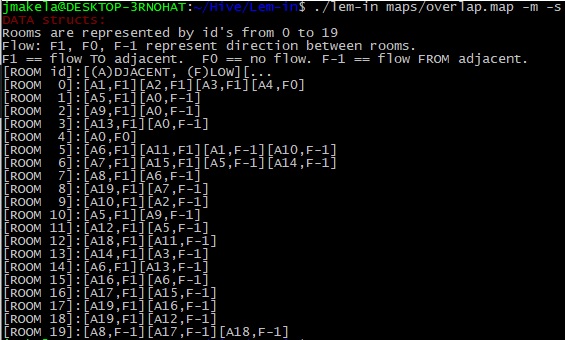 jmakela@DESKTOP-3RNOHAT:~/Hive/Lem-in$ ./lem-in maps/overlap.map -m -s
DATA structs:
Rooms are represented by id's from 0 to 19
Flow: F1, F0, F-1 represent direction between rooms.
F1 == flow TO adjacent.  F0 == no flow. F-1 == flow FROM adjacent.
[ROOM id]:[(A)DJACENT, (F)LOW][...
[ROOM  0]:[A1,F1][A2,F1][A3,F1][A4,F0]
[ROOM  1]:[A5,F1][A0,F-1]
[ROOM  2]:[A9,F1][A0,F-1]
[ROOM  3]:[A13,F1][A0,F-1]
[ROOM  4]:[A0,F0]
[ROOM  5]:[A6,F1][A11,F1][A1,F-1][A10,F-1]
[ROOM  6]:[A7,F1][A15,F1][A5,F-1][A14,F-1]
[ROOM  7]:[A8,F1][A6,F-1]
[ROOM  8]:[A19,F1][A7,F-1]
[ROOM  9]:[A10,F1][A2,F-1]
[ROOM 10]:[A5,F1][A9,F-1]
[ROOM 11]:[A12,F1][A5,F-1]
[ROOM 12]:[A18,F1][A11,F-1]
[ROOM 13]:[A14,F1][A3,F-1]
[ROOM 14]:[A6,F1][A13,F-1]
[ROOM 15]:[A16,F1][A6,F-1]
[ROOM 16]:[A17,F1][A15,F-1]
[ROOM 17]:[A19,F1][A16,F-1]
[ROOM 18]:[A19,F1][A12,F-1]
[ROOM 19]:[A8,F-1][A17,F-1][A18,F-1]